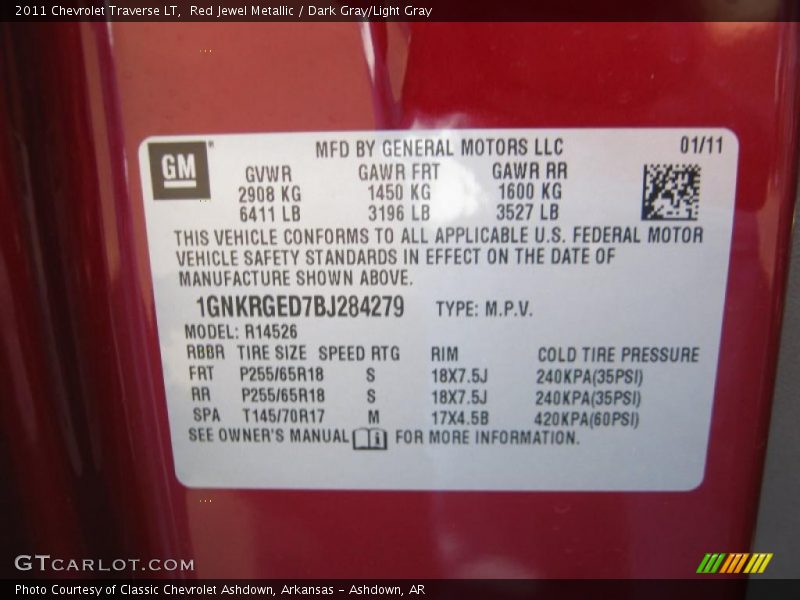 2011 Chevrolet Traverse LT,  Red Jewel Metallic / Dark Gray/Light Gray
GM
MFD BY GENERAL MOTORS LLC 01/11
GVWR GAWR FRT GAWR RR
2908 KG 1450 KG 1600 KG
6411 LB 3196 LB 3527 LB
THIS VEHICLE CONFORMS TO ALL APPLICABLE U.S. FEDERAL MOTOR
VEHICLE SAFETY STANDARDS IN EFFECT ON THE DATE OF
MANUFACTURE SHOWN ABOVE.
1GNKRGED7BJ284279 TYPE: M.P.V.
MODEL: R14526
RBBR TIRE SIZE SPEED RTG RIM COLD TIRE PRESSURE
FRT P255/65R18 S 18X7.5J 240KPA(35PSI)
RR P255/65R18 S 18X7.5J 240KPA(35PSI)
SPA T145/70R17 M 17X4.5B 420KPA(60PSI)
SEE OWNER'S MANUAL i FOR MORE INFORMATION.
GTCARLOT.COM
Photo Courtesy of Classic Chevrolet Ashdown, Arkansas - Ashdown, AR